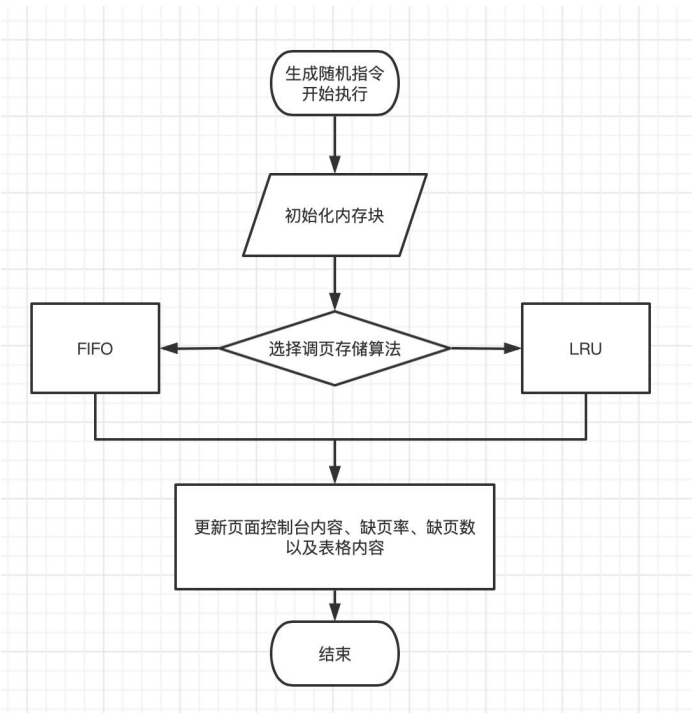 生成随机指令
开始执行
初始化内存块
FIFO
选择调页存储算法
LRU
更新页面控制台内容、缺页率、缺页数
以及表格内容
结束